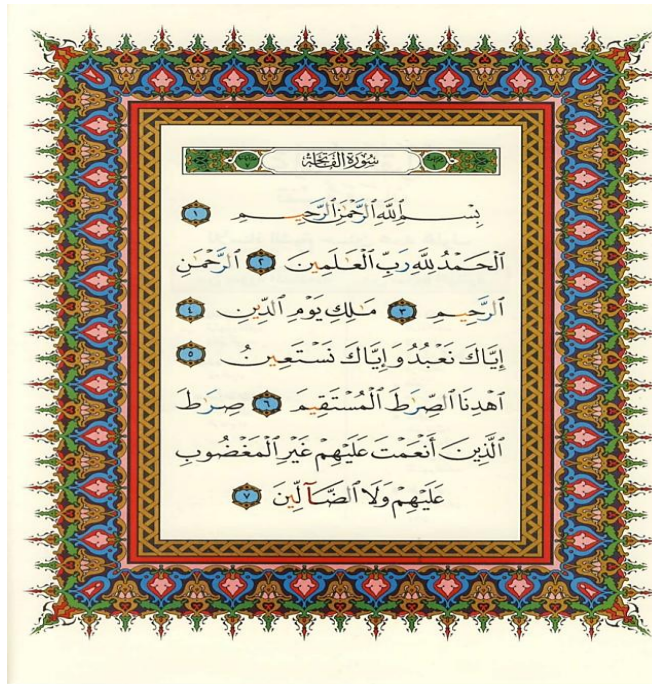 سُورَةُ الفَاتِحَةِ
بِسْمِ ٱللَّهِ ٱلرَّحْمَٰنِ ٱلرَّحِيمِ ١
ٱلْحَمْدُ لِلَّهِ رَبِّ ٱلْعَٰلَمِينَ ٢ ٱلرَّحْمَٰنِ
ٱلرَّحِيمِ ٣ مَٰلِكِ يَوْمِ ٱلدِّينِ ٤
إِيَّاكَ نَعْبُدُ وَإِيَّاكَ نَسْتَعِينُ ٥
ٱهْدِنَا ٱلصِّرَٰطَ ٱلْمُسْتَقِيمَ ٦ صِرَٰطَ
ٱلَّذِينَ أَنْعَمْتَ عَلَيْهِمْ غَيْرِ ٱلْمَغْضُوبِ
عَلَيْهِمْ وَلَا ٱلضَّآلِّينَ ٧